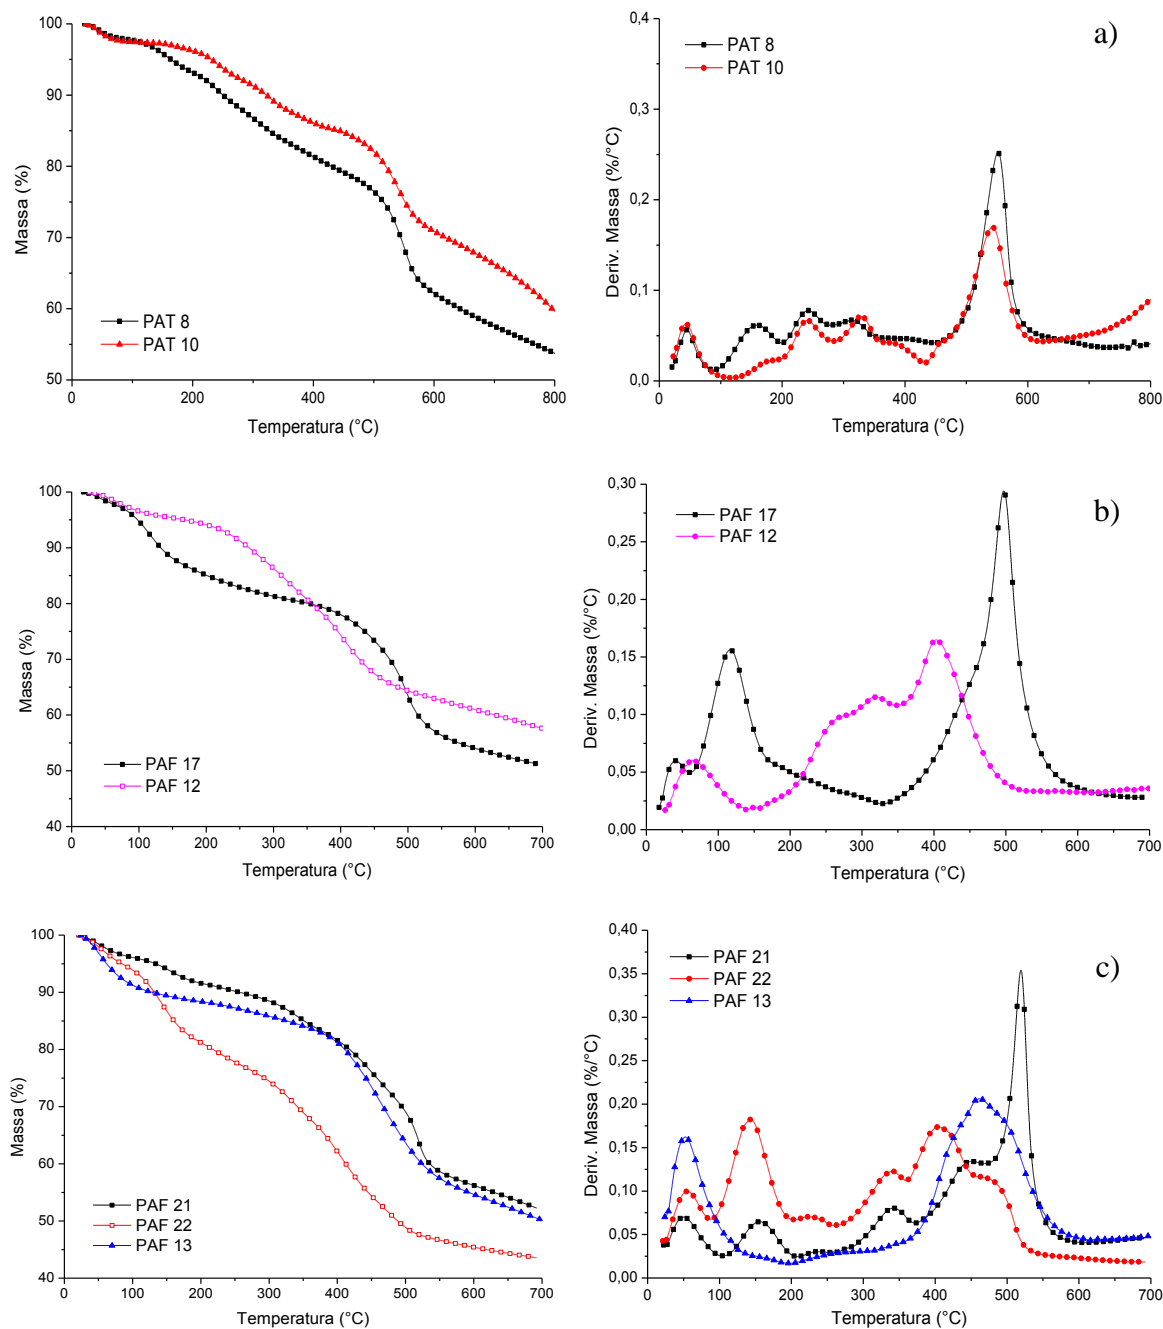 100
90
80
70
60
50
0
200
400
600
800
Massa (%)
Temperatura (°C)
PAT 8
PAT 10
0,4
0,3
0,2
0,1
0,0
0
200
400
600
800
Deriv. Massa (%/°C)
Temperatura (°C)
PAT 8
PAT 10
a)
100
90
80
70
60
50
40
0
100
200
300
400
500
600
700
Massa (%)
Temperatura (°C)
PAF 17
PAF 12
0,30
0,25
0,20
0,15
0,10
0,05
0,00
0
100
200
300
400
500
600
700
Deriv. Massa (%/°C)
Temperatura (°C)
PAF 17
PAF 12
b)
100
90
80
70
60
50
40
0
100
200
300
400
500
600
700
Massa (%)
Temperatura (°C)
PAF 21
PAF 22
PAF 13
0,40
0,35
0,30
0,25
0,20
0,15
0,10
0,05
0,00
0
100
200
300
400
500
600
700
Deriv. Massa (%/°C)
Temperatura (°C)
PAF 21
PAF 22
PAF 13
c)